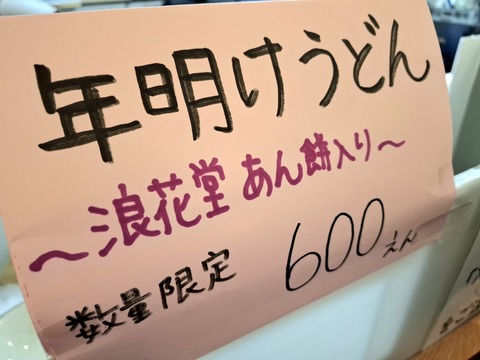 年明けうどん
〜浪花堂 あん餅入り〜
数量限定 600えん